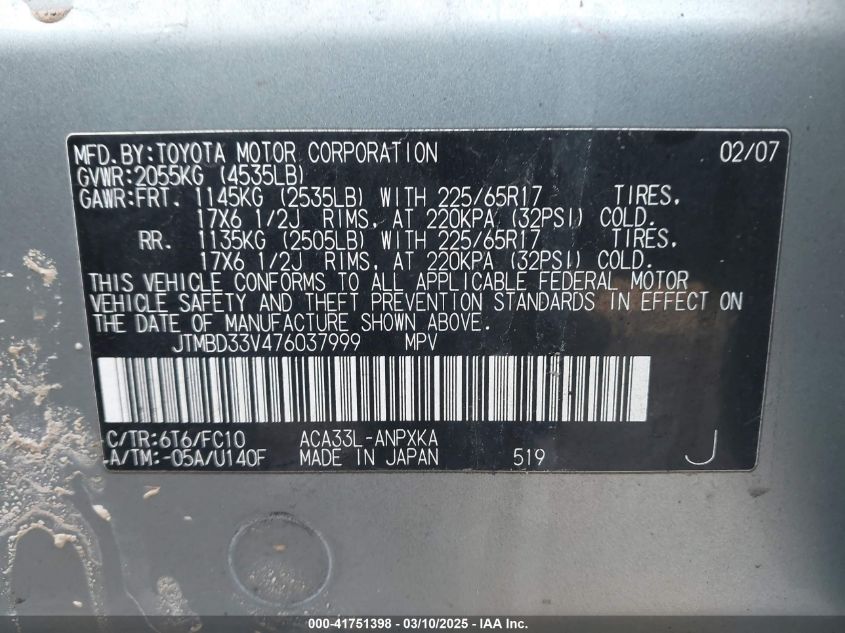 MFD.BY:TOYOTA MOTOR CORPORATION 02/07
GVWR:2055KG (4535LB)
GAWR:FRT. 1145KG (2535LB) WITH 225/65R17 TIRES,
17X6 1/2J RIMS, AT 220KPA (32PSI) COLD.
RR. 1135KG (2505LB) WITH 225/65R17 TIRES,
17X6 1/2J RIMS, AT 220KPA (32PSI) COLD.
THIS VEHICLE CONFORMS TO ALL APPLICABLE FEDERAL MOTOR
VEHICLE SAFETY AND THEFT PREVENTION STANDARDS IN EFFECT ON
THE DATE OF MANUFACTURE SHOWN ABOVE.
JTMBD33V476037999 MPV
C/TR:6T6/FC10 ACA33L-ANPXKA
A/TM:-05A/U140F MADE IN JAPAN 519 J
000-41751398 - 03/10/2025 - IAA Inc.